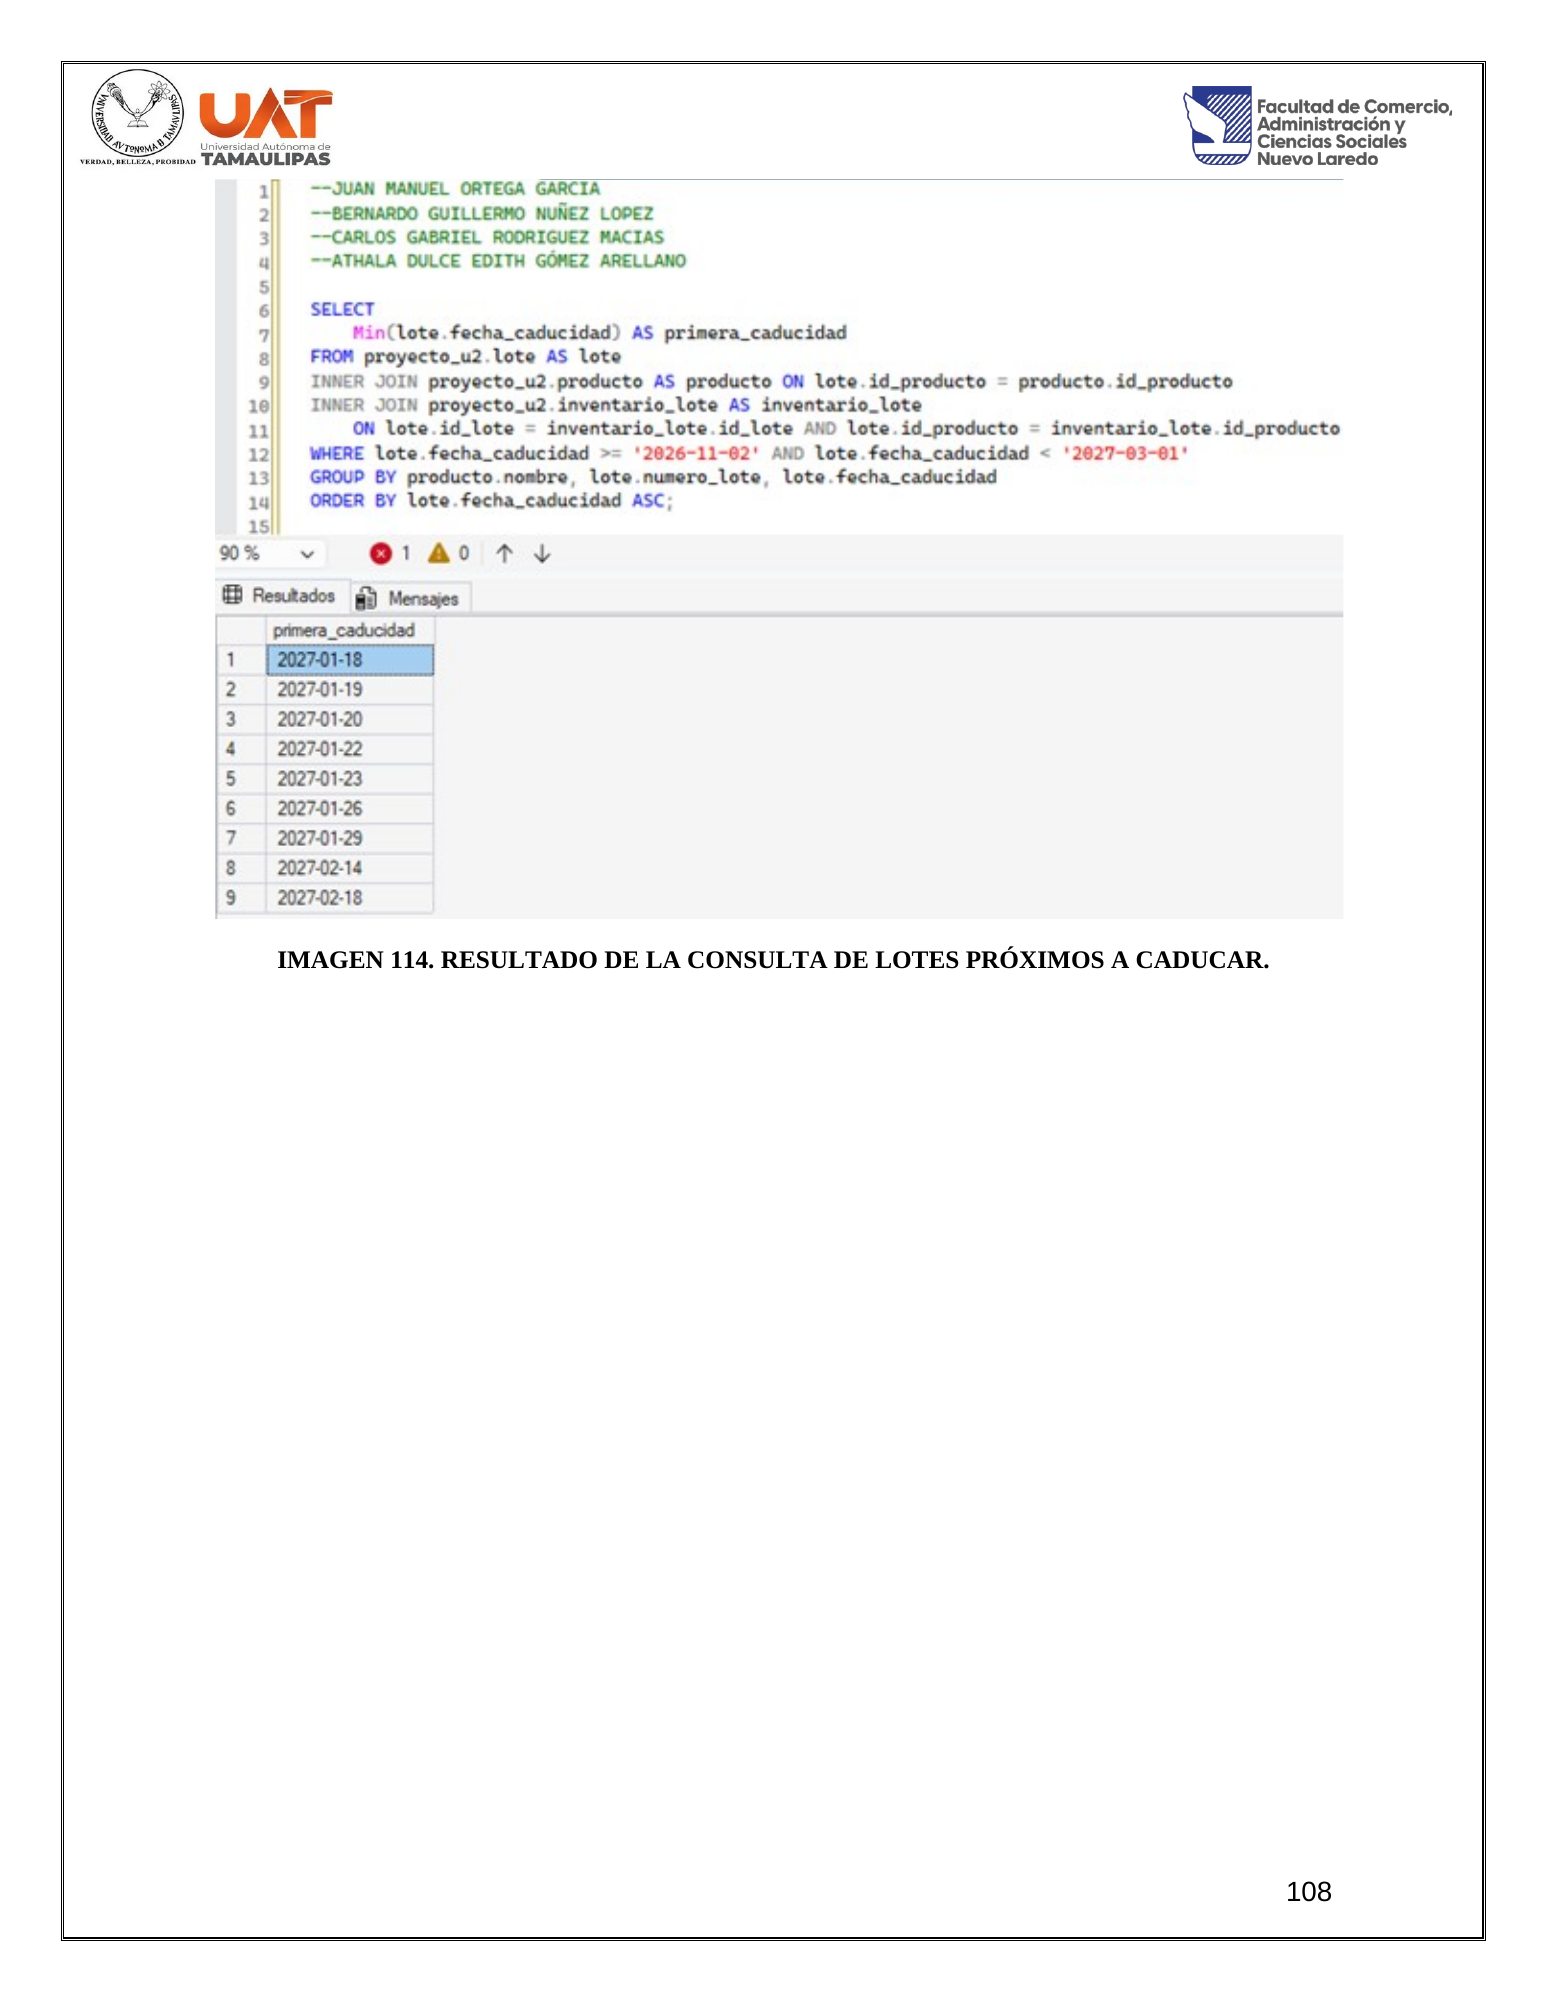 UNIVERSIDAD AUTONOMA DE TAMAULIPAS
VERDAD, BELLEZA, PROBIDAD
UAT
Universidad Autónoma de
TAMAULIPAS
Facultad de Comercio,
Administración y
Ciencias Sociales
Nuevo Laredo
1 --JUAN MANUEL ORTEGA GARCIA
2 --BERNARDO GUILLERMO NUÑEZ LOPEZ
3 --CARLOS GABRIEL RODRIGUEZ MACIAS
4 --ATHALA DULCE EDITH GÓMEZ ARELLANO
5
6 SELECT
7 Min(lote.fecha_caducidad) AS primera_caducidad
8 FROM proyecto_u2.lote AS lote
9 INNER JOIN proyecto_u2.producto AS producto ON lote.id_producto = producto.id_producto
10 INNER JOIN proyecto_u2.inventario_lote AS inventario_lote
11 ON lote.id_lote = inventario_lote.id_lote AND lote.id_producto = inventario_lote.id_producto
12 WHERE lote.fecha_caducidad >= '2026-11-02' AND lote.fecha_caducidad < '2027-03-01'
13 GROUP BY producto.nombre, lote.numero_lote, lote.fecha_caducidad
14 ORDER BY lote.fecha_caducidad ASC;
15
90 % 1 0
Resultados Mensajes
primera_caducidad
1 2027-01-18
2 2027-01-19
3 2027-01-20
4 2027-01-22
5 2027-01-23
6 2027-01-26
7 2027-01-29
8 2027-02-14
9 2027-02-18
IMAGEN 114. RESULTADO DE LA CONSULTA DE LOTES PRÓXIMOS A CADUCAR.
108